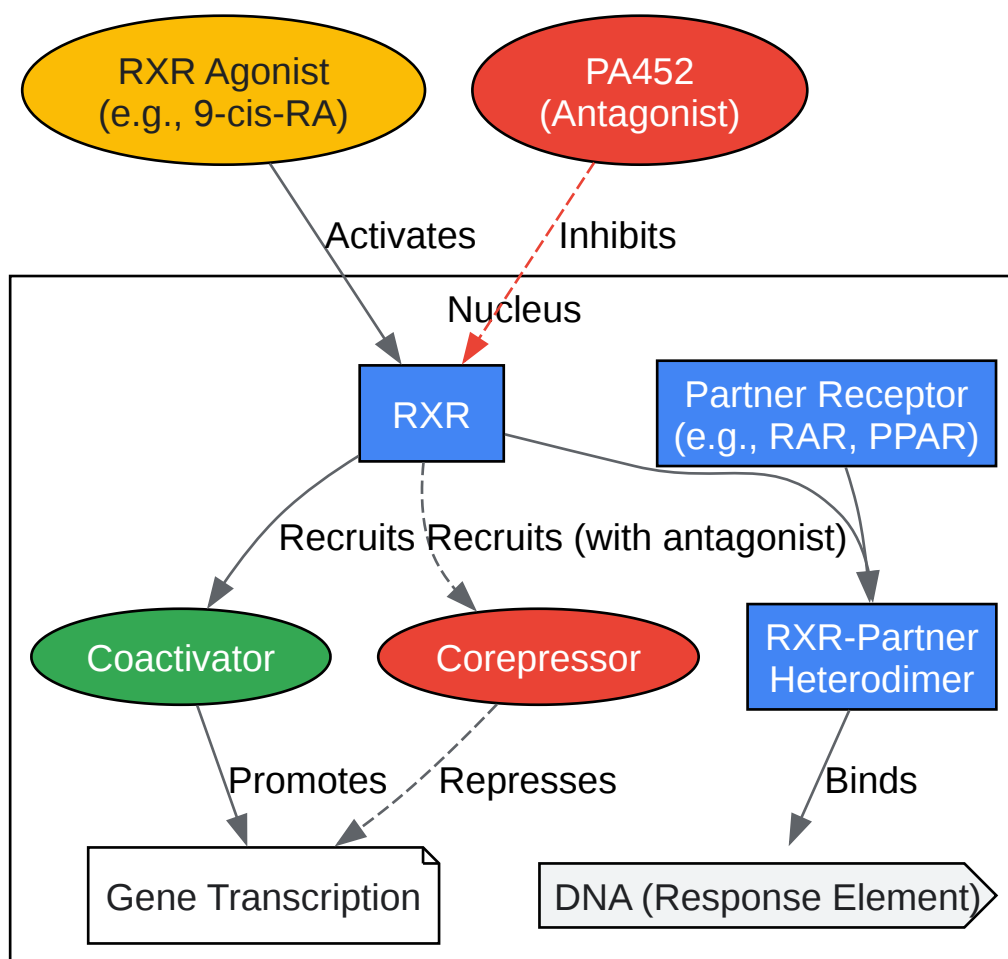 RXR Agonist
(e.g., 9-cis-RA)
PA452
(Antagonist)
Activates
Inhibits
Nucleus
RXR
Partner Receptor
(e.g., RAR, PPAR)
Recruits
Recruits (with antagonist)
Coactivator
Corepressor
RXR-Partner
Heterodimer
Promotes
Represses
Binds
Gene Transcription
DNA (Response Element)